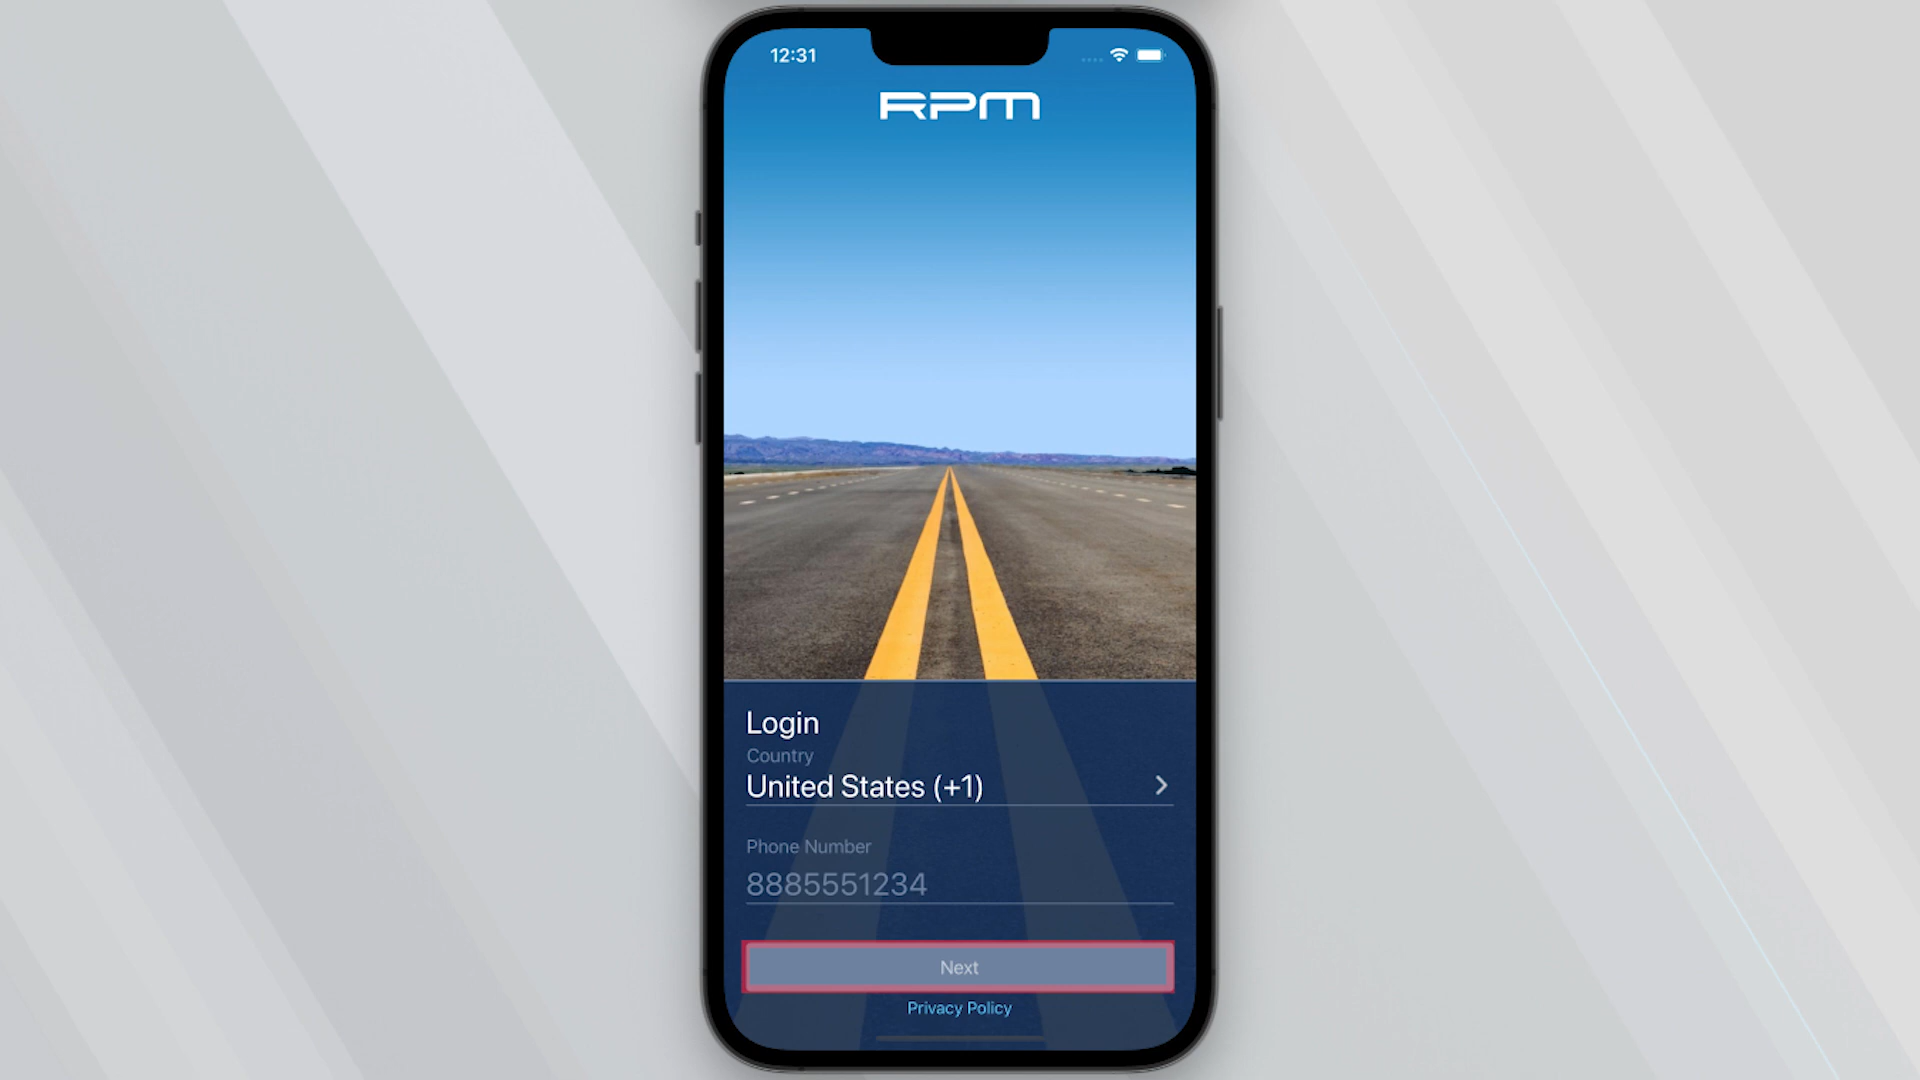 12:31
RPM
Login
Country
United States (+1)
Phone Number
8885551234
Next
Privacy Policy